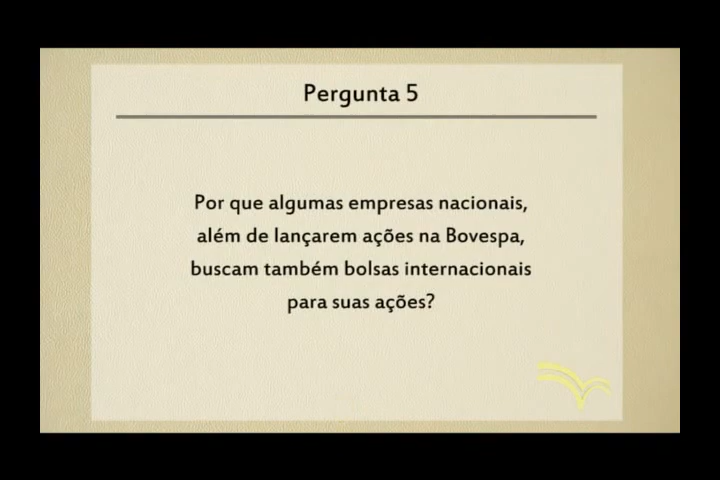 Pergunta 5
Por que algumas empresas nacionais,
além de lançarem ações na Bovespa,
buscam também bolsas internacionais
para suas ações?